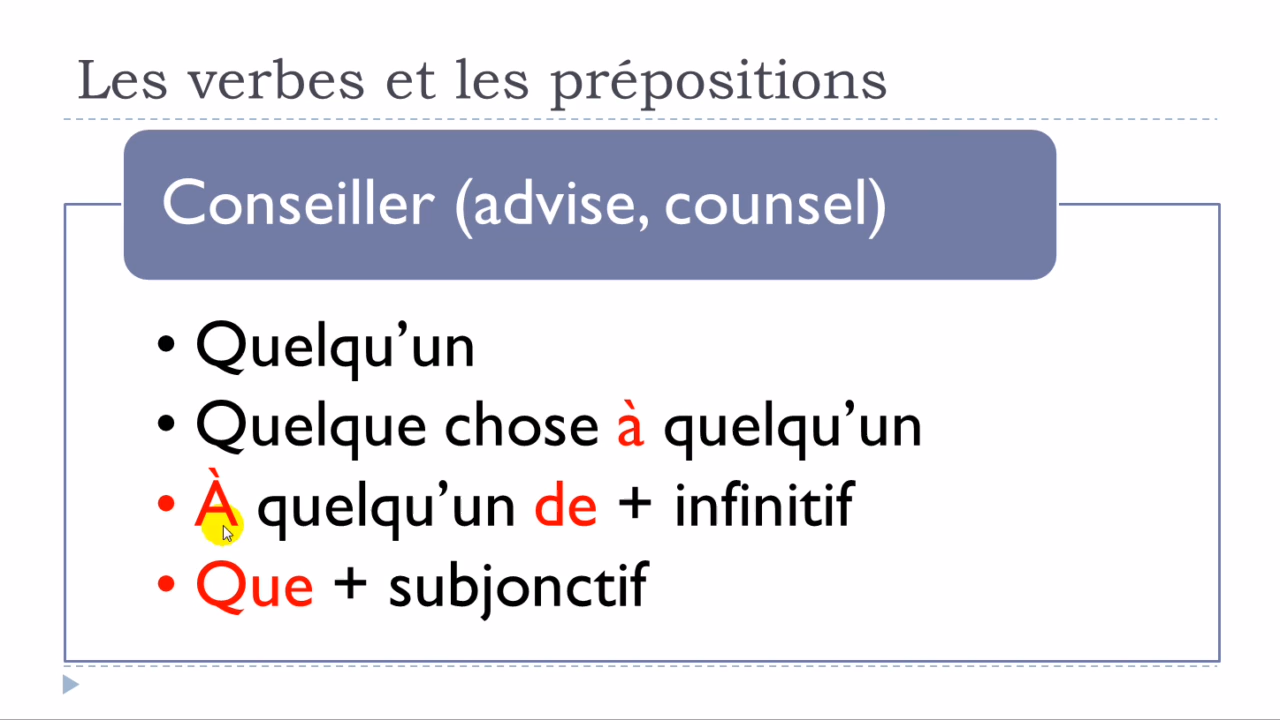 Les verbes et les prépositions
Conseiller (advise, counsel)
• Quelqu’un
• Quelque chose à quelqu’un
• À quelqu’un de + infinitif
• Que + subjonctif